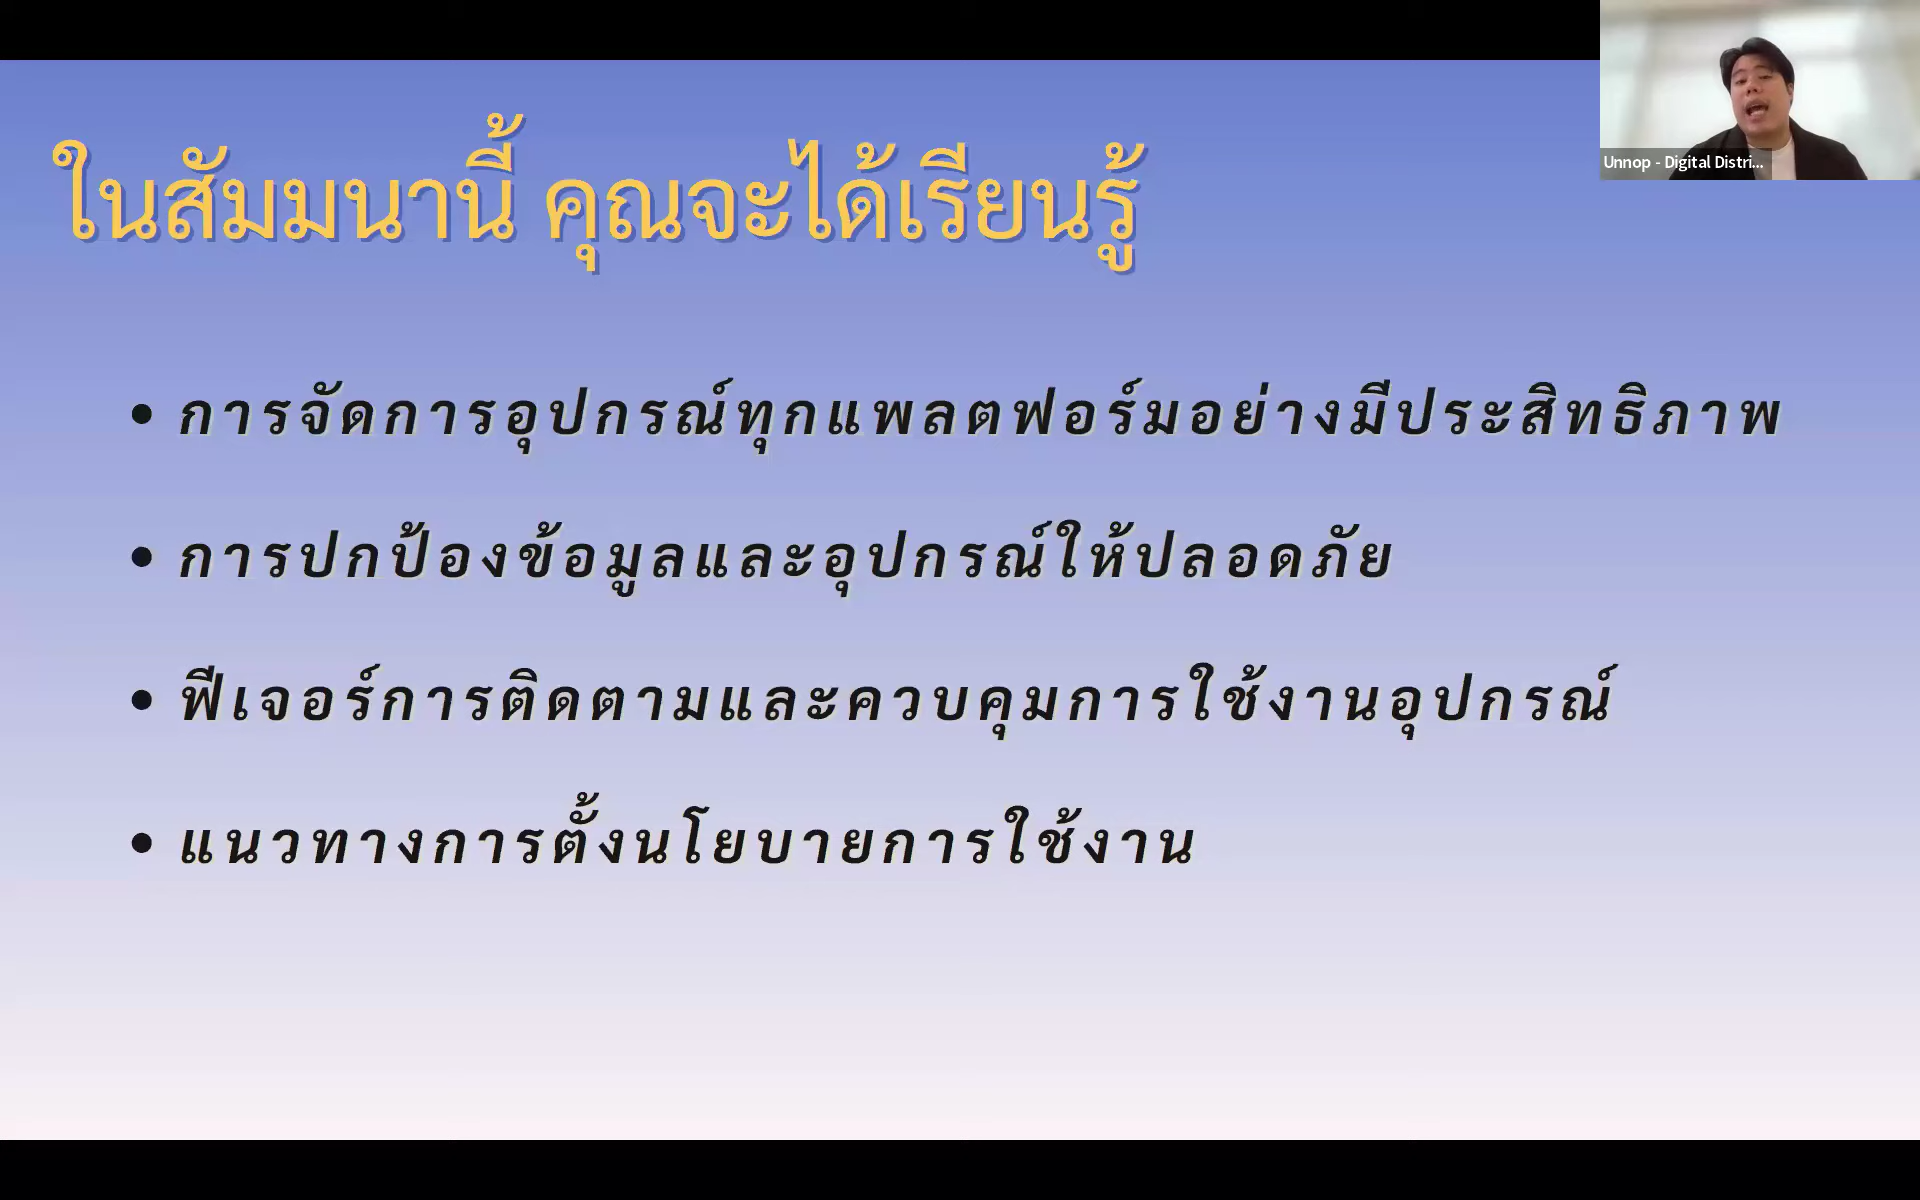 ในสัมมนานี้ คุณจะได้เรียนรู้
Unnop - Digital Distri...
• การจัดการอุปกรณ์ทุกแพลตฟอร์มอย่างมีประสิทธิภาพ
• การปกป้องข้อมูลและอุปกรณ์ให้ปลอดภัย
• ฟีเจอร์การติดตามและควบคุมการใช้งานอุปกรณ์
• แนวทางการตั้งนโยบายการใช้งาน